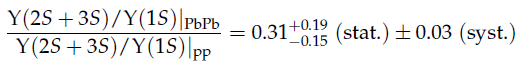 Υ(2S + 3S)/Υ(1S)|PbPb
Υ(2S + 3S)/Υ(1S)|pp
= 0.31 +0.19 −0.15 (stat.) ± 0.03 (syst.)